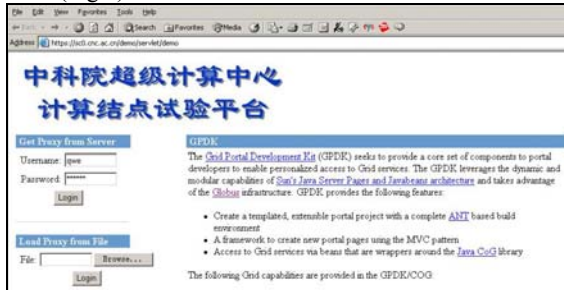 File Edit View Favorites Tools Help
Search Favorites Media
Address https://sc0.cnc.ac.cn/demo/servlet/demo
中科院超级计算中心
计算结点试验平台
Get Proxy from Server
Username: qwe
Password: ******
Login
Load Proxy from File
File: Browse...
Login
GPDK
The Grid Portal Development Kit (GPDK) seeks to provide a core set of components to portal
developers to enable personalized access to Grid services. The GPDK leverages the dynamic and
modular capabilities of Sun's Java Server Pages and Javabeans architecture and takes advantage
of the Globus infrastructure. GPDK provides the following features:
• Create a templated, extensible portal project with a complete ANT based build
environment
• A framework to create new portal pages using the MVC pattern
• Access to Grid services via beans that are wrappers around the Java CoG library
The following Grid capabilities are provided in the GPDK/COG: